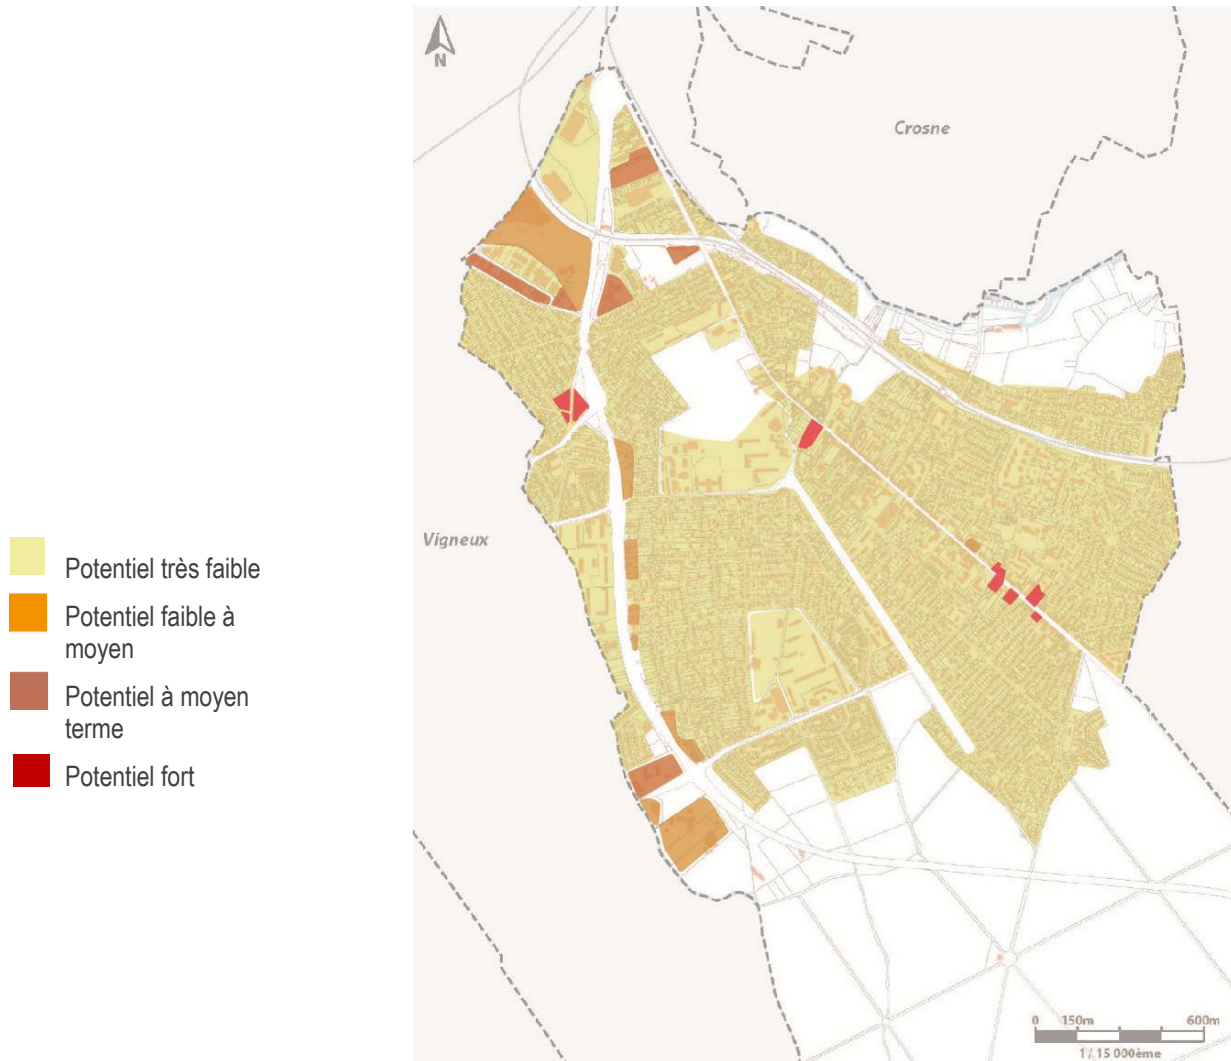 N
Crosne
Vigneux
Potentiel très faible
Potentiel faible à
moyen
Potentiel à moyen
terme
Potentiel fort
0 150m 600m
1 / 15 000ème